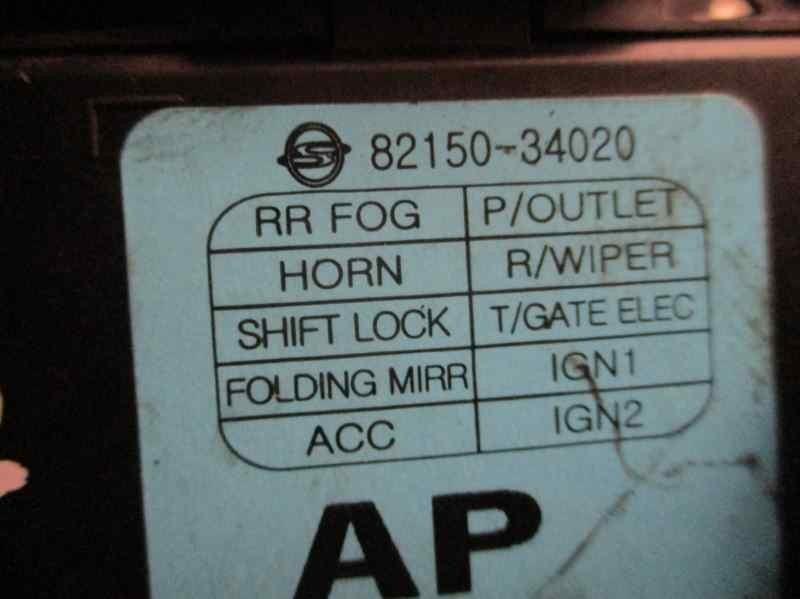 82150-34020
RR FOG P/OUTLET
HORN R/WIPER
SHIFT LOCK T/GATE ELEC
FOLDING MIRR IGN1
ACC IGN2
AP